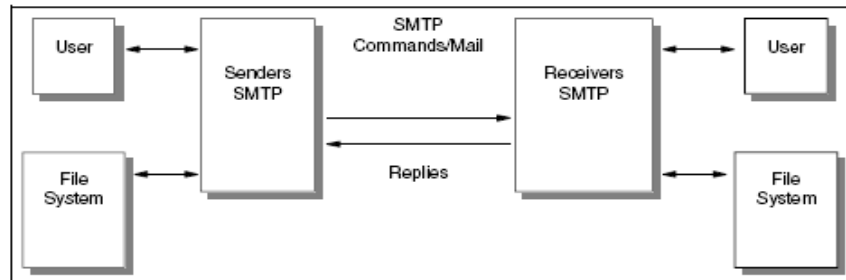 User
Senders
SMTP
SMTP
Commands/Mail
Receivers
SMTP
User
File
System
Replies
File
System